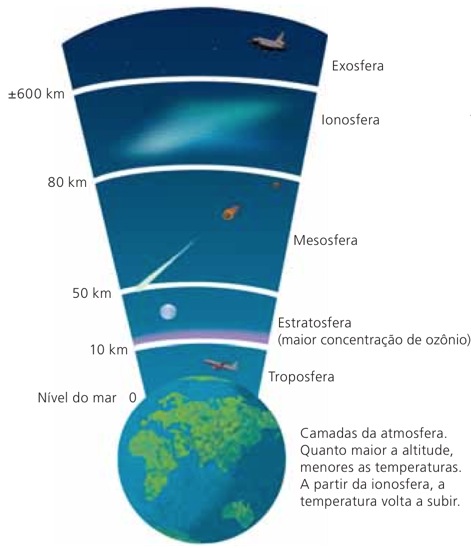 Exosfera
±600 km
Ionosfera
80 km
Mesosfera
50 km
Estratosfera
(maior concentração de ozônio)
10 km
Troposfera
Nível do mar 0
Camadas da atmosfera.
Quanto maior a altitude,
menores as temperaturas.
A partir da ionosfera, a
temperatura volta a subir.